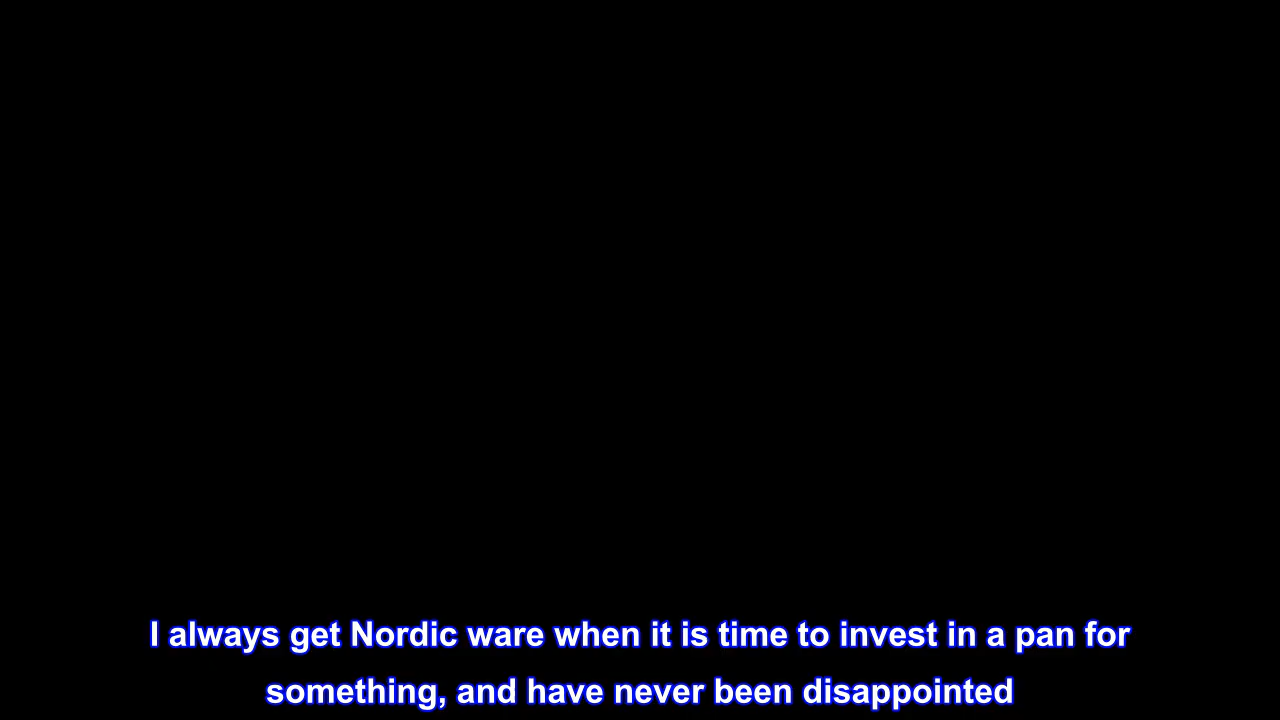 I always get Nordic ware when it is time to invest in a pan for
something, and have never been disappointed